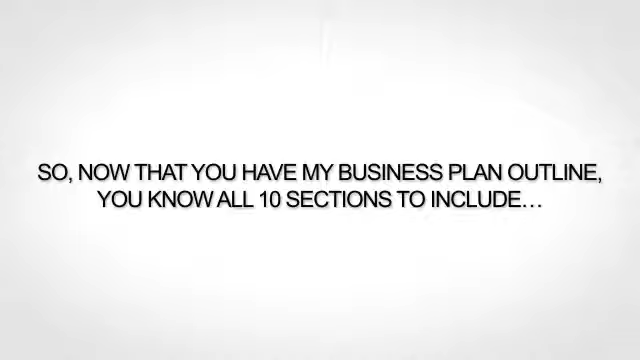 SO, NOW THAT YOU HAVE MY BUSINESS PLAN OUTLINE,
YOU KNOW ALL 10 SECTIONS TO INCLUDE…